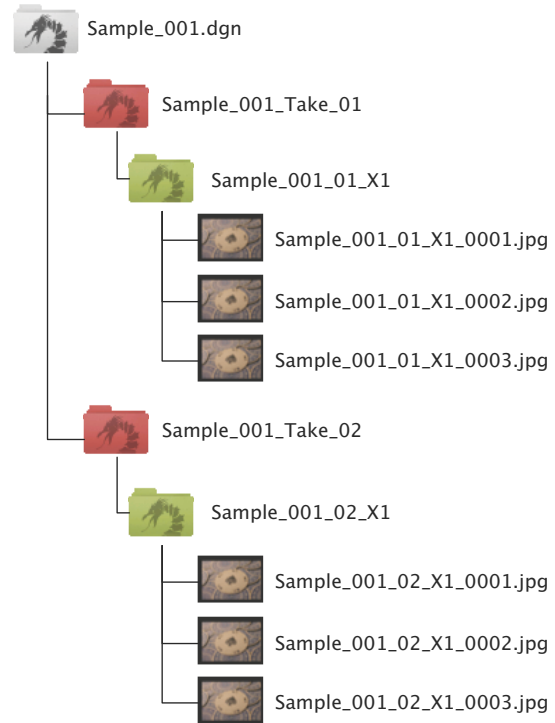 Sample_001.dgn
Sample_001_Take_01
Sample_001_01_X1
Sample_001_01_X1_0001.jpg
Sample_001_01_X1_0002.jpg
Sample_001_01_X1_0003.jpg
Sample_001_Take_02
Sample_001_02_X1
Sample_001_02_X1_0001.jpg
Sample_001_02_X1_0002.jpg
Sample_001_02_X1_0003.jpg